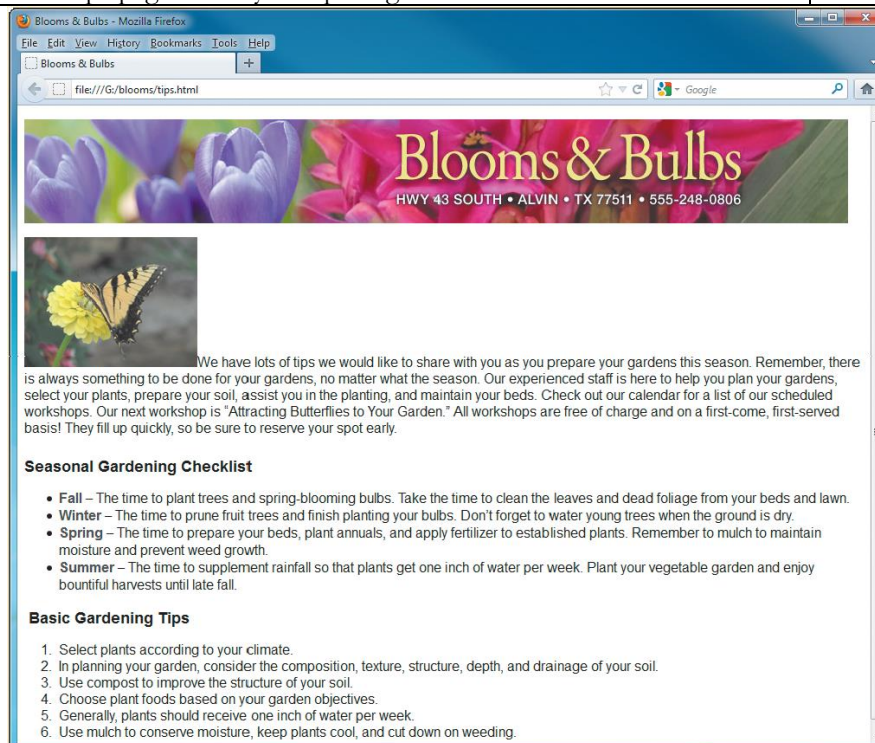 Blooms & Bulbs - Mozilla Firefox
File Edit View History Bookmarks Tools Help
Blooms & Bulbs
file:///G:/blooms/tips.html
Google
Blooms & Bulbs
HWY 43 SOUTH • ALVIN • TX 77511 • 555-248-0806
We have lots of tips we would like to share with you as you prepare your gardens this season. Remember, there
is always something to be done for your gardens, no matter what the season. Our experienced staff is here to help you plan your gardens,
select your plants, prepare your soil, assist you in the planting, and maintain your beds. Check out our calendar for a list of our scheduled
workshops. Our next workshop is “Attracting Butterflies to Your Garden.” All workshops are free of charge and on a first-come, first-served
basis! They fill up quickly, so be sure to reserve your spot early.
Seasonal Gardening Checklist
• Fall – The time to plant trees and spring-blooming bulbs. Take the time to clean the leaves and dead foliage from your beds and lawn.
• Winter – The time to prune fruit trees and finish planting your bulbs. Don’t forget to water young trees when the ground is dry.
• Spring – The time to prepare your beds, plant annuals, and apply fertilizer to established plants. Remember to mulch to maintain
moisture and prevent weed growth.
• Summer – The time to supplement rainfall so that plants get one inch of water per week. Plant your vegetable garden and enjoy
bountiful harvests until late fall.
Basic Gardening Tips
1. Select plants according to your climate.
2. In planning your garden, consider the composition, texture, structure, depth, and drainage of your soil.
3. Use compost to improve the structure of your soil.
4. Choose plant foods based on your garden objectives.
5. Generally, plants should receive one inch of water per week.
6. Use mulch to conserve moisture, keep plants cool, and cut down on weeding.